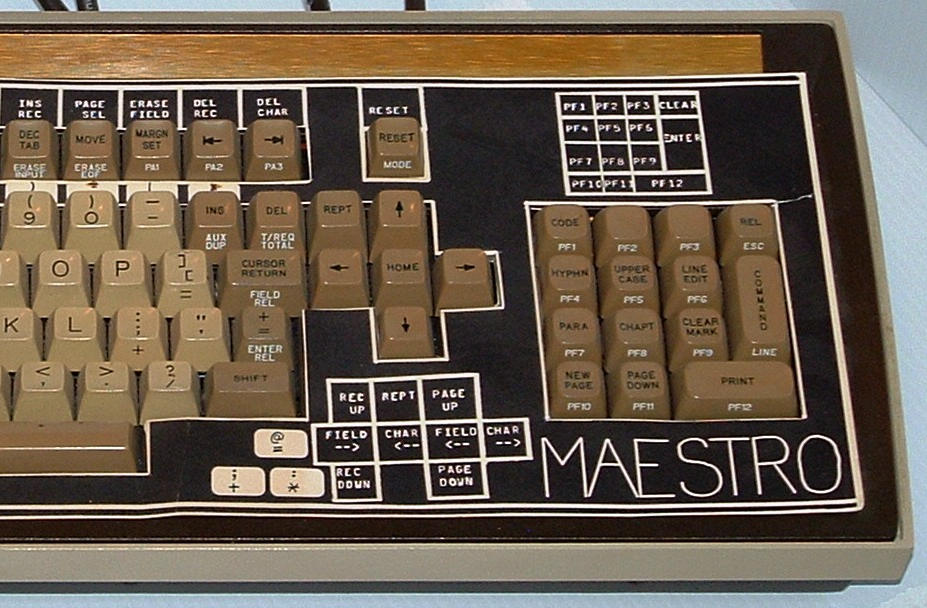 INS REC PAGE SEL ERASE FIELD DEL REC DEL CHAR RESET
DEC TAB MOVE MARGN SET RESET
ERASE INPUT ERASE EOF PA1 PA2 PA3 MODE
PF1 PF2 PF3 CLEAR
PF4 PF5 PF6 ENTER
PF7 PF8 PF9
PF10 PF11 PF12
( 9 ) 0 _ - INS DEL REPT
AUX DUP T/REQ TOTAL
CODE REL
PF1 PF2 PF3 ESC
O P ] [ = CURSOR RETURN HOME
FIELD REL
HYPHN UPPER CASE LINE EDIT COMMAND
PF4 PF5 PF6
K L : ; + " ' + =
ENTER REL
PARA CHAPT CLEAR MARK
PF7 PF8 PF9 LINE
< , > . ? / SHIFT
NEW PAGE PAGE DOWN PRINT
PF10 PF11 PF12
REC UP REPT PAGE UP
@ = FIELD --> CHAR <-- FIELD <-- CHAR -->
; + : * REC DOWN PAGE DOWN
MAESTRO